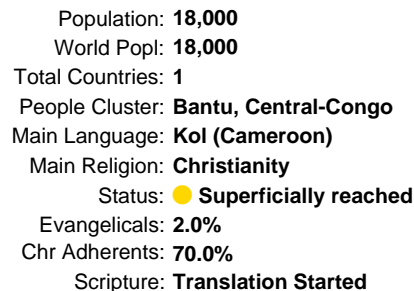 Population: 18,000
World Popl: 18,000
Total Countries: 1
People Cluster: Bantu, Central-Congo
Main Language: Kol (Cameroon)
Main Religion: Christianity
Status: Superficially reached
Evangelicals: 2.0%
Chr Adherents: 70.0%
Scripture: Translation Started